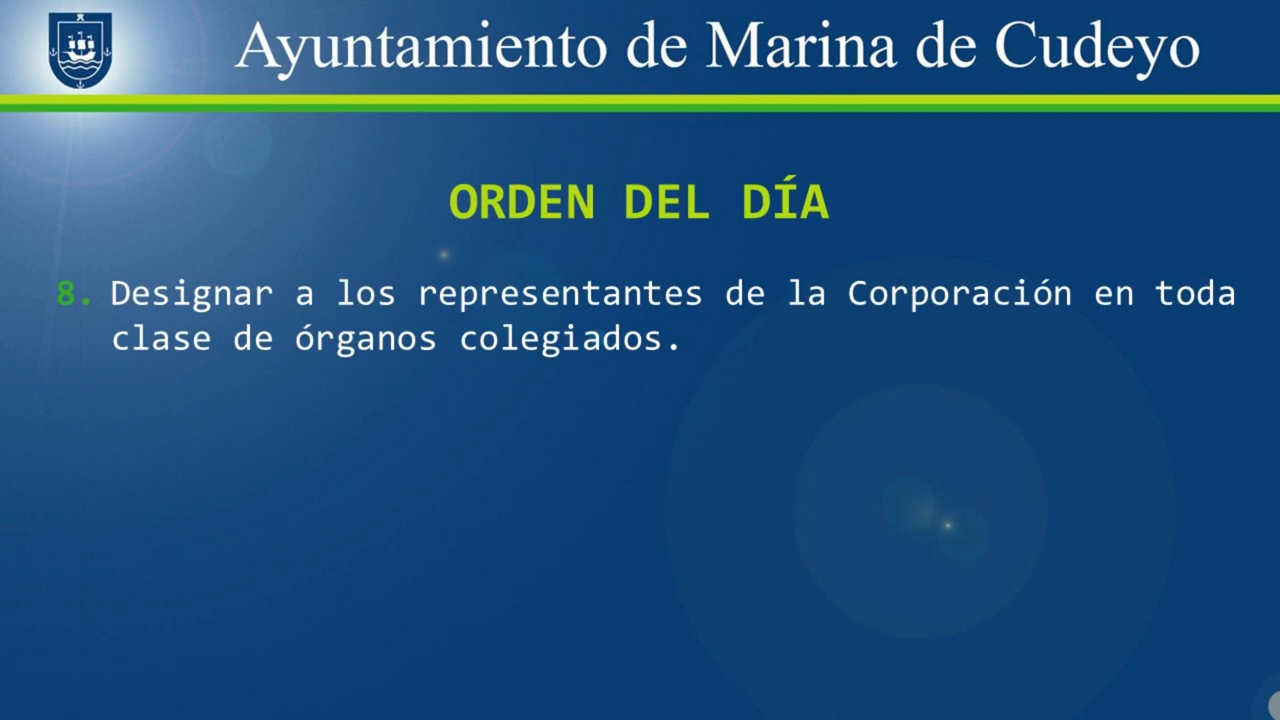 Ayuntamiento de Marina de Cudeyo
ORDEN DEL DÍA
8. Designar a los representantes de la Corporación en toda
clase de órganos colegiados.